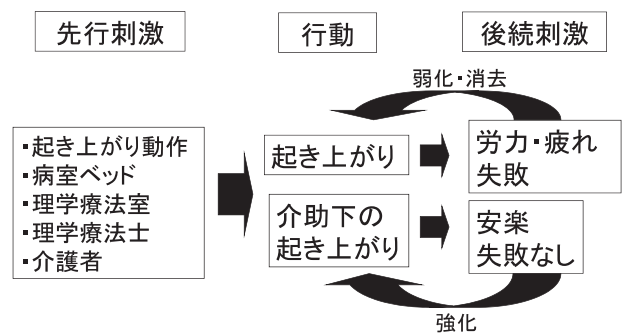 先行刺激
行動
後続刺激
弱化・消去
・起き上がり動作
・病室ベッド
・理学療法室
・理学療法士
・介護者
起き上がり
労力・疲れ
失敗
介助下の
起き上がり
安楽
失敗なし
強化